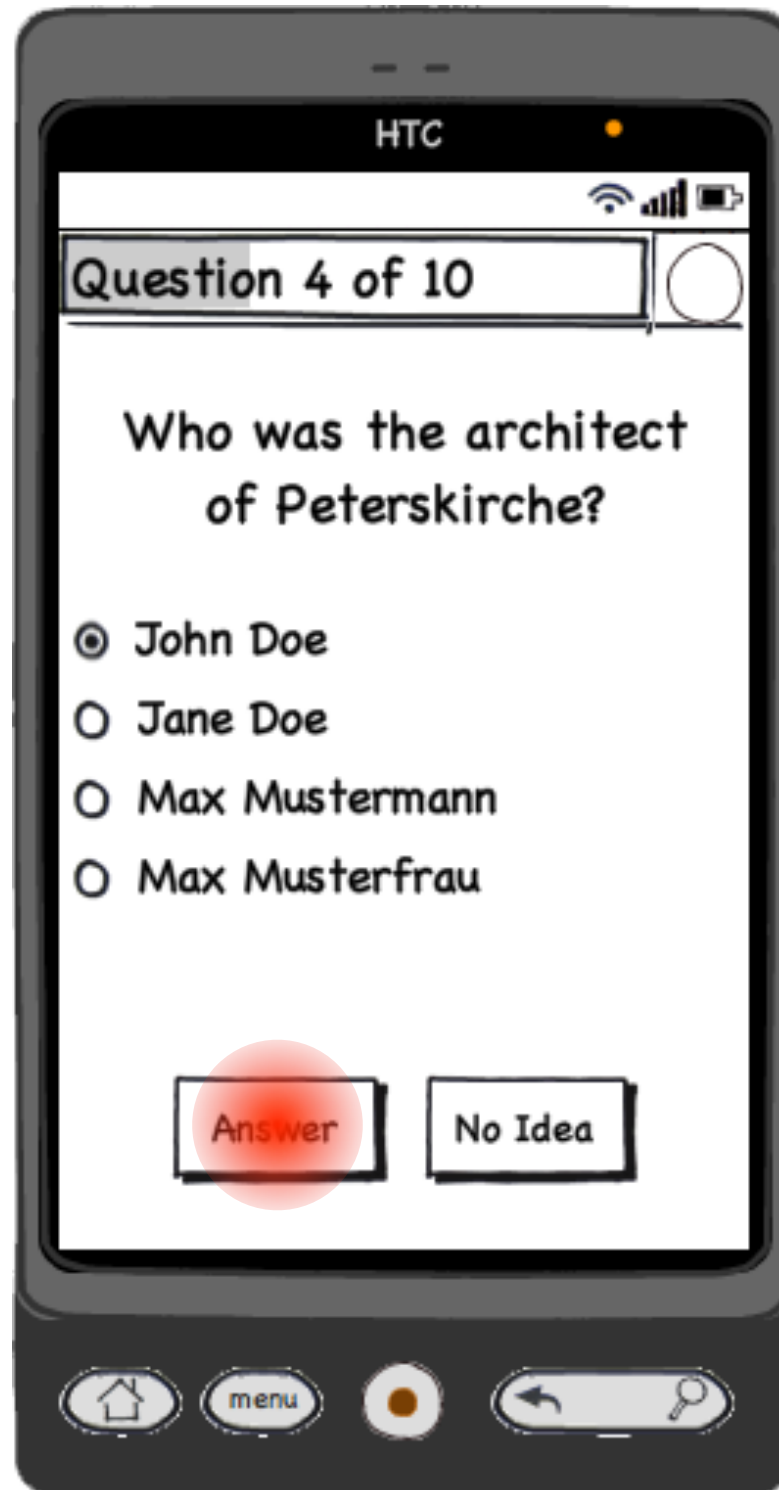 HTC
Question 4 of 10
Who was the architect
of Peterskirche?
John Doe
Jane Doe
Max Mustermann
Max Musterfrau
Answer
No Idea
menu